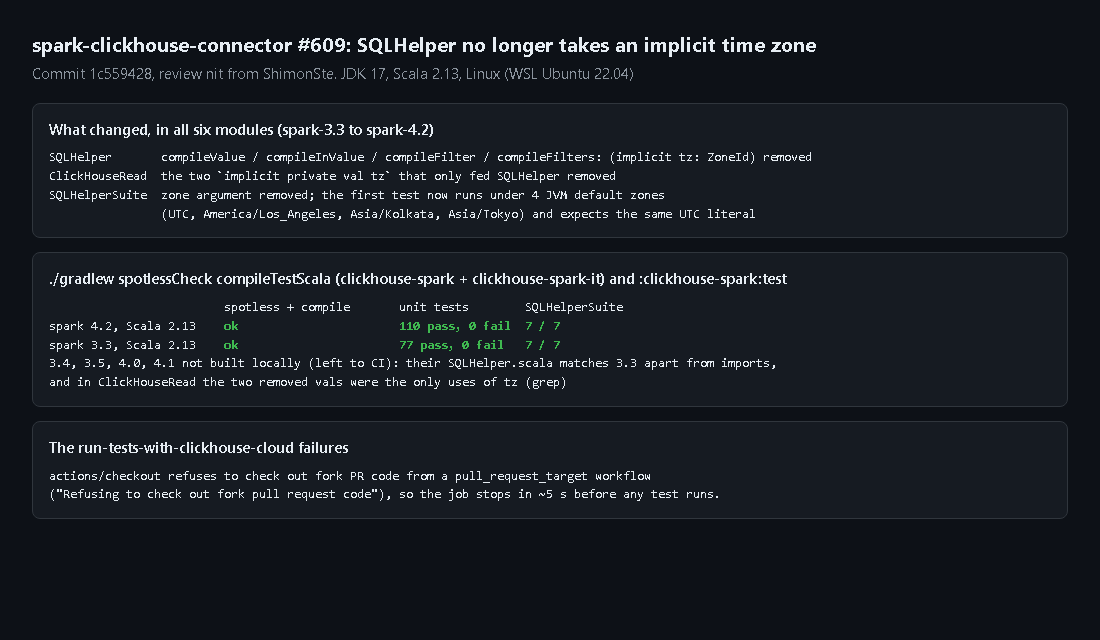 spark-clickhouse-connector #609: SQLHelper no longer takes an implicit time zone
Commit 1c559428, review nit from ShimonSte. JDK 17, Scala 2.13, Linux (WSL Ubuntu 22.04)
What changed, in all six modules (spark-3.3 to spark-4.2)
SQLHelper compileValue / compileInValue / compileFilter / compileFilters: (implicit tz: ZoneId) removed
ClickHouseRead the two `implicit private val tz` that only fed SQLHelper removed
SQLHelperSuite zone argument removed; the first test now runs under 4 JVM default zones
(UTC, America/Los_Angeles, Asia/Kolkata, Asia/Tokyo) and expects the same UTC literal
./gradlew spotlessCheck compileTestScala (clickhouse-spark + clickhouse-spark-it) and :clickhouse-spark:test
spotless + compile unit tests SQLHelperSuite
spark 4.2, Scala 2.13 ok 110 pass, 0 fail 7 / 7
spark 3.3, Scala 2.13 ok 77 pass, 0 fail 7 / 7
3.4, 3.5, 4.0, 4.1 not built locally (left to CI): their SQLHelper.scala matches 3.3 apart from imports,
and in ClickHouseRead the two removed vals were the only uses of tz (grep)
The run-tests-with-clickhouse-cloud failures
actions/checkout refuses to check out fork PR code from a pull_request_target workflow
("Refusing to check out fork pull request code"), so the job stops in ~5 s before any test runs.